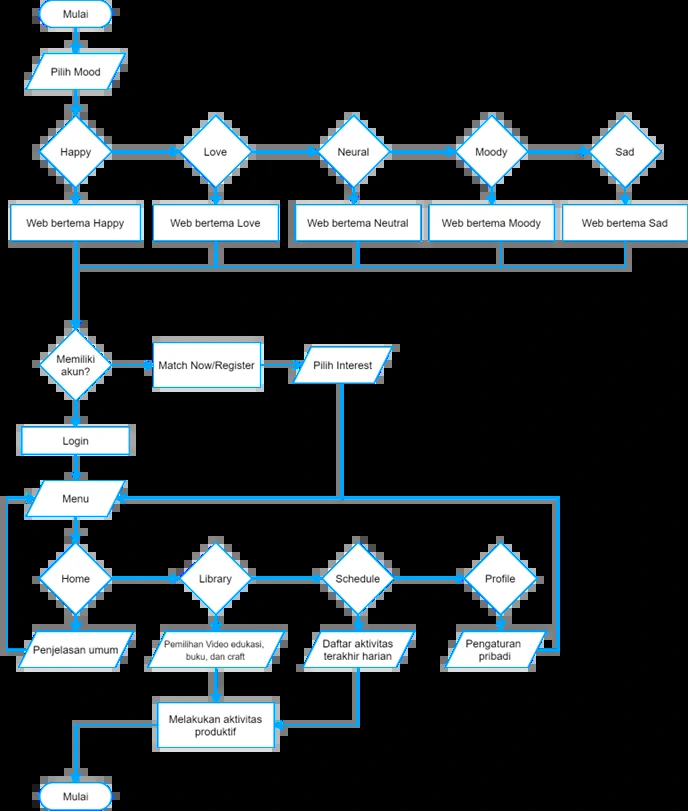 Mulai
Pilih Mood
Happy
Love
Neural
Moody
Sad
Web bertema Happy
Web bertema Love
Web bertema Neutral
Web bertema Moody
Web bertema Sad
Memiliki
akun?
Match Now/Register
Pilih Interest
Login
Menu
Home
Library
Schedule
Profile
Penjelasan umum
Pemilihan Video edukasi,
buku, dan craft
Daftar aktivitas
terakhir harian
Pengaturan
pribadi
Melakukan aktivitas
produktif
Mulai